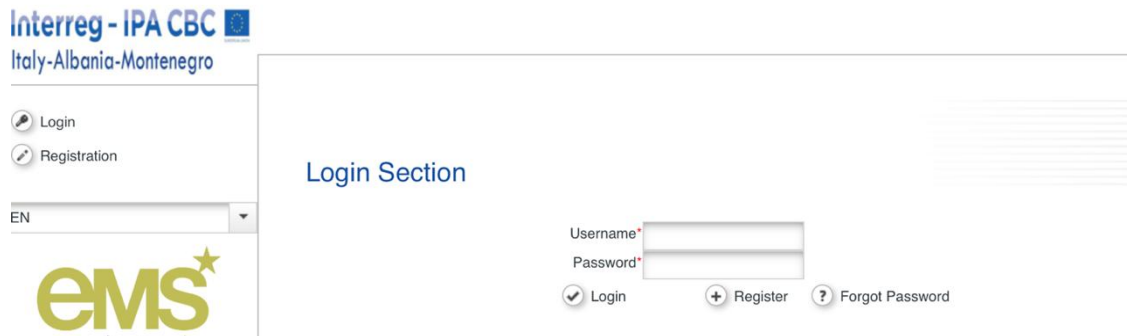 Interreg - IPA CBC
Italy-Albania-Montenegro
Login
Registration
EN
eMS
Login Section
Username*
Password*
Login Register Forgot Password